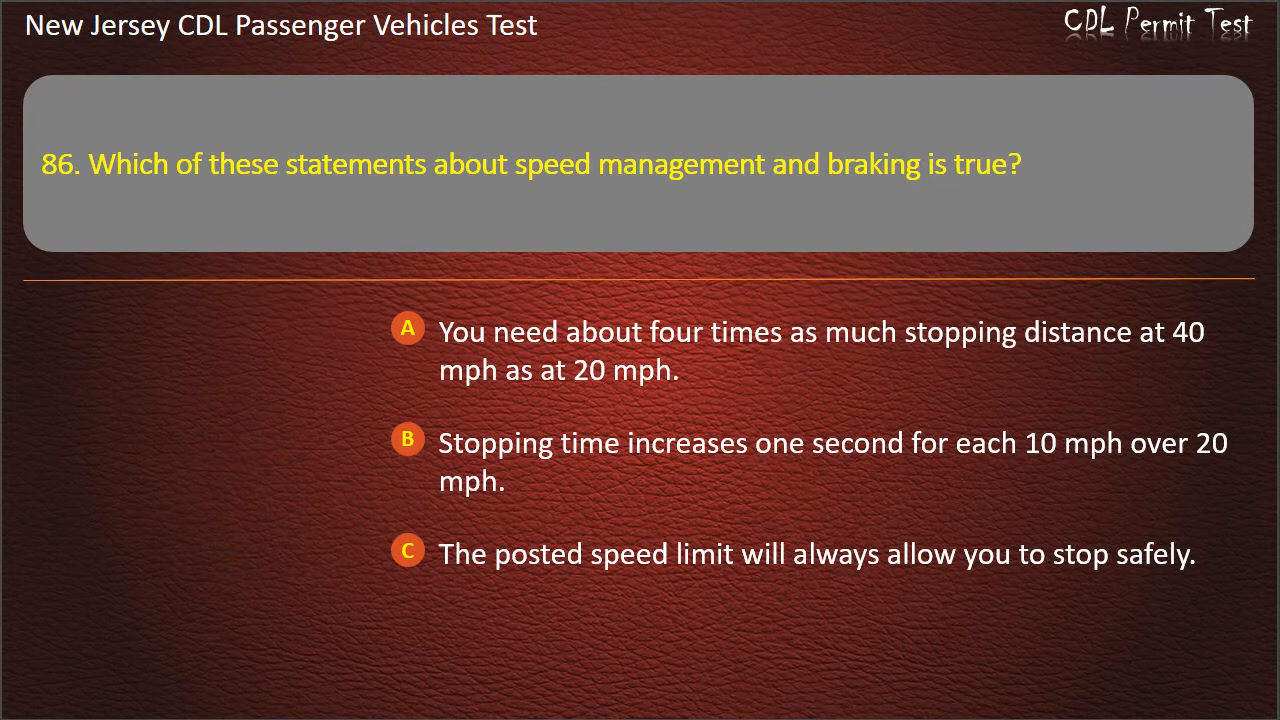 New Jersey CDL Passenger Vehicles Test
CDL Permit Test
86. Which of these statements about speed management and braking is true?
A You need about four times as much stopping distance at 40
mph as at 20 mph.
B Stopping time increases one second for each 10 mph over 20
mph.
C The posted speed limit will always allow you to stop safely.